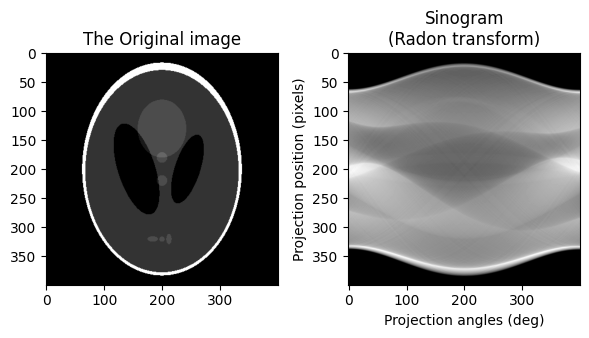 The Original image
0
50
100
150
200
250
300
350
0 100 200 300
Sinogram
(Radon transform)
Projection position (pixels)
0
50
100
150
200
250
300
350
0 100 200 300
Projection angles (deg)